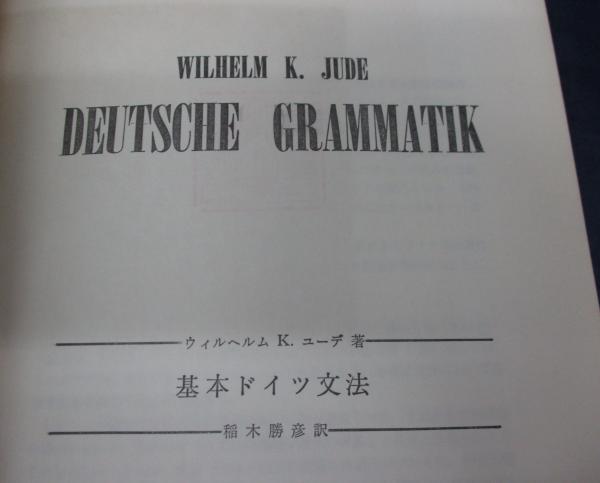 WILHELM K. JUDE
DEUTSCHE GRAMMATIK
ウィルヘルム K. ユーデ 著
基本ドイツ文法
稲木勝彦訳